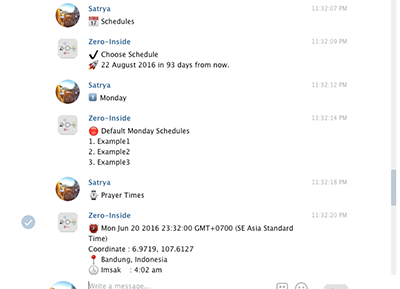 Satrya 11:32:07 PM
Schedules
Zero-Inside 11:32:09 PM
Choose Schedule
22 August 2016 in 93 days from now.
Satrya 11:32:12 PM
Monday
Zero-Inside 11:32:14 PM
Default Monday Schedules
1. Example1
2. Example2
3. Example3
Satrya 11:32:18 PM
Prayer Times
Zero-Inside 11:32:20 PM
Mon Jun 20 2016 23:32:00 GMT+0700 (SE Asia Standard
Time)
Coordinate : 6.9719, 107.6127
Bandung, Indonesia
Imsak : 4:02 am
Write a message...